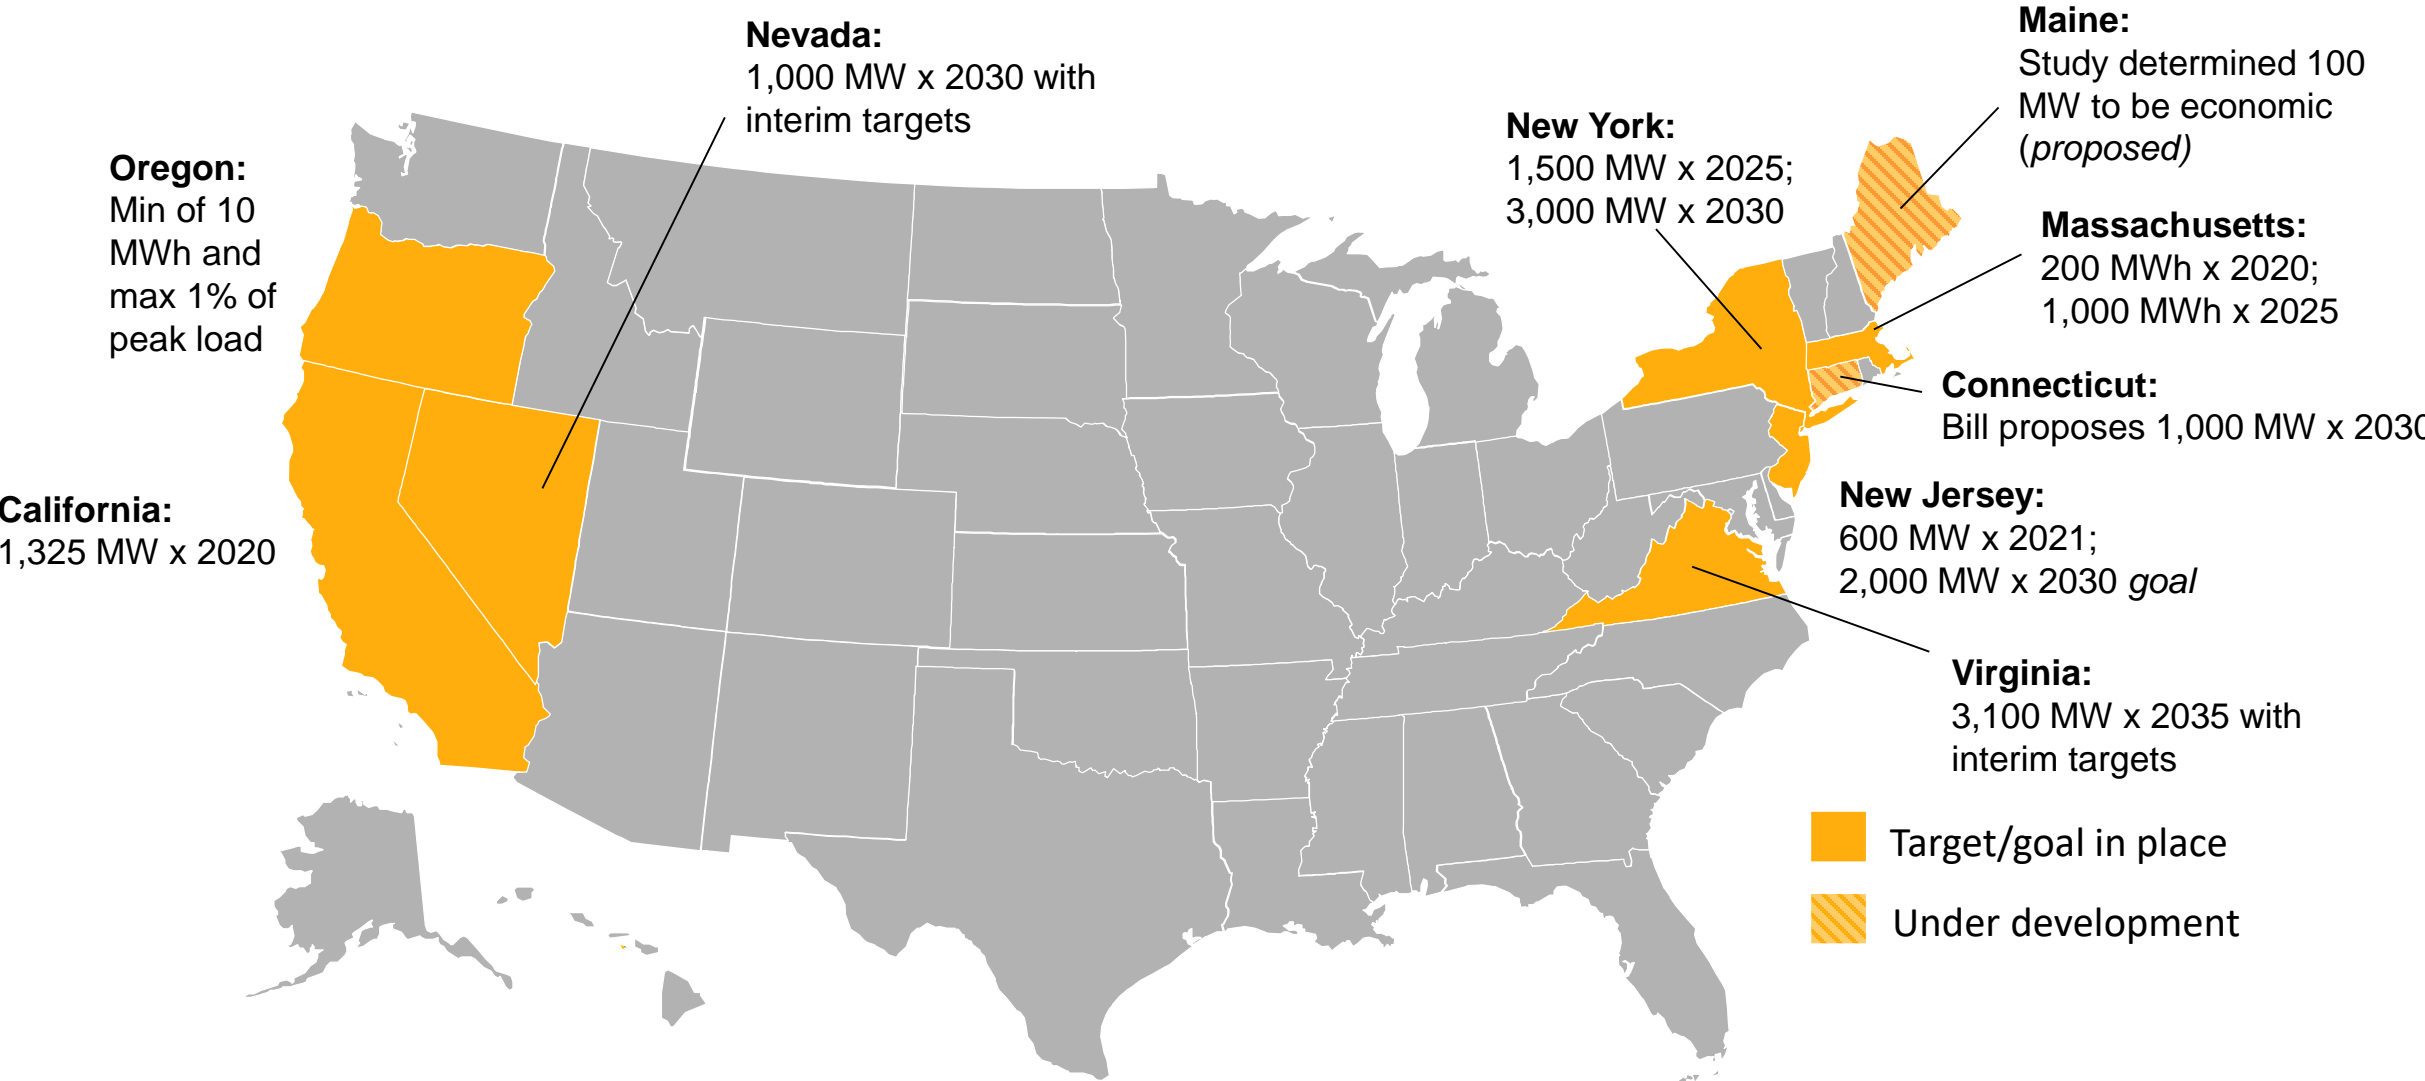 Nevada:
1,000 MW x 2030 with
interim targets
Maine:
Study determined 100
MW to be economic
(proposed)
New York:
1,500 MW x 2025;
3,000 MW x 2030
Oregon:
Min of 10
MWh and
max 1% of
peak load
Massachusetts:
200 MWh x 2020;
1,000 MWh x 2025
Connecticut:
Bill proposes 1,000 MW x 2030
California:
1,325 MW x 2020
New Jersey:
600 MW x 2021;
2,000 MW x 2030 goal
Virginia:
3,100 MW x 2035 with
interim targets
Target/goal in place
Under development